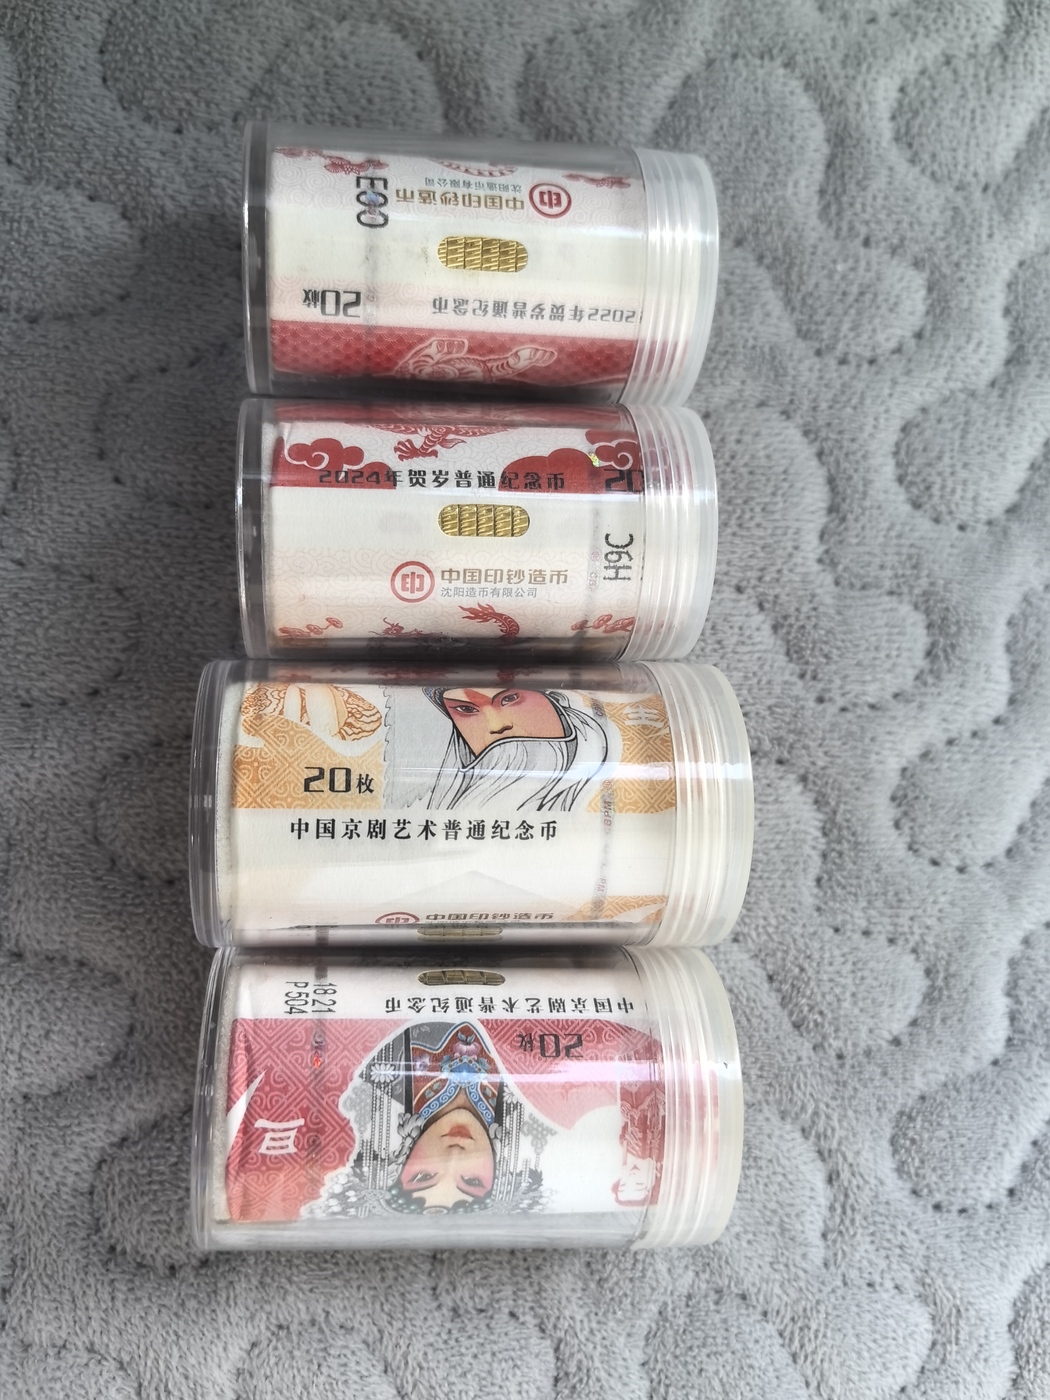 中国印钞造币
沈阳造币有限公司
20枚
2022年贺岁普通纪念币
2024年贺岁普通纪念币
20
中国印钞造币
沈阳造币有限公司
20枚
中国京剧艺术普通纪念币
中国印钞造币
1821
P504
中国京剧艺术普通纪念币
20枚